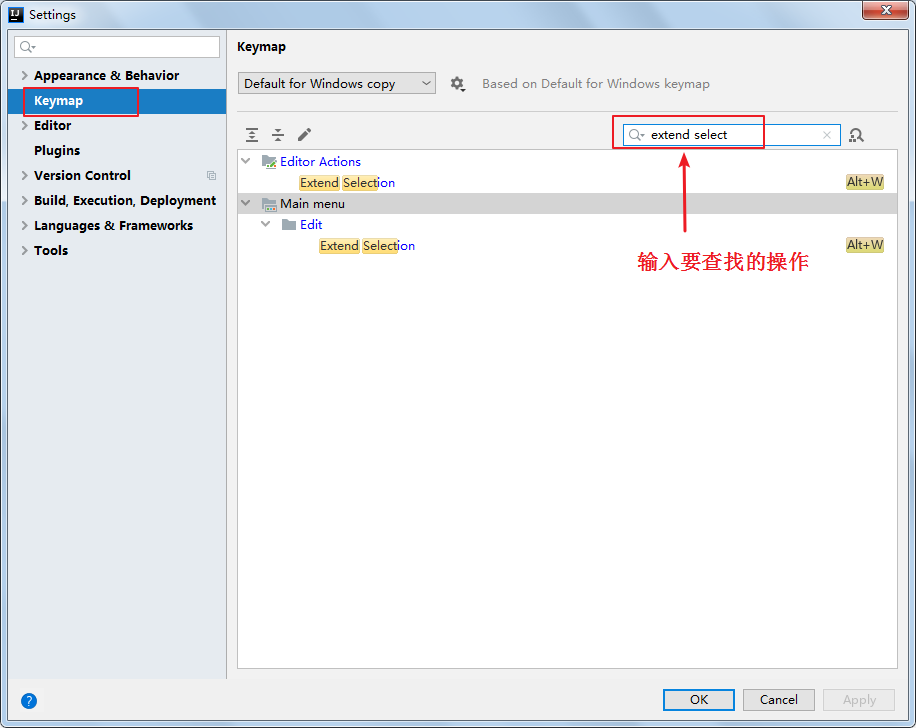 Settings
Keymap
Appearance & Behavior
Keymap
Editor
Plugins
Version Control
Build, Execution, Deployment
Languages & Frameworks
Tools
Default for Windows copy
Based on Default for Windows keymap
extend select
Editor Actions
Extend Selection Alt+W
Main menu
Edit
Extend Selection Alt+W
输入要查找的操作
?
OK Cancel Apply